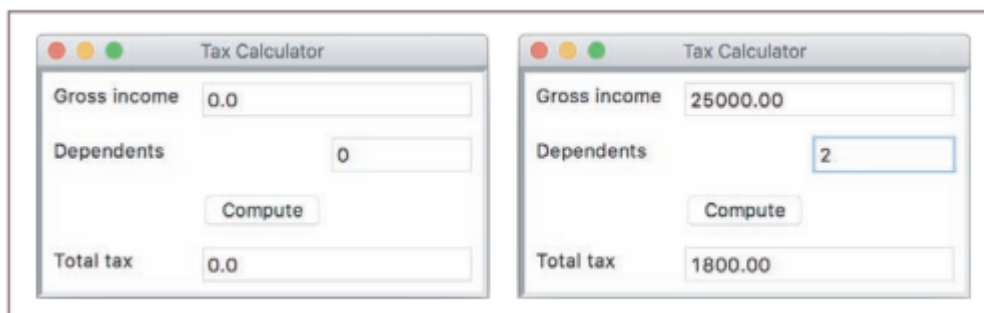 Tax Calculator
Gross income 0.0
Dependents 0
Compute
Total tax 0.0
Tax Calculator
Gross income 25000.00
Dependents 2
Compute
Total tax 1800.00